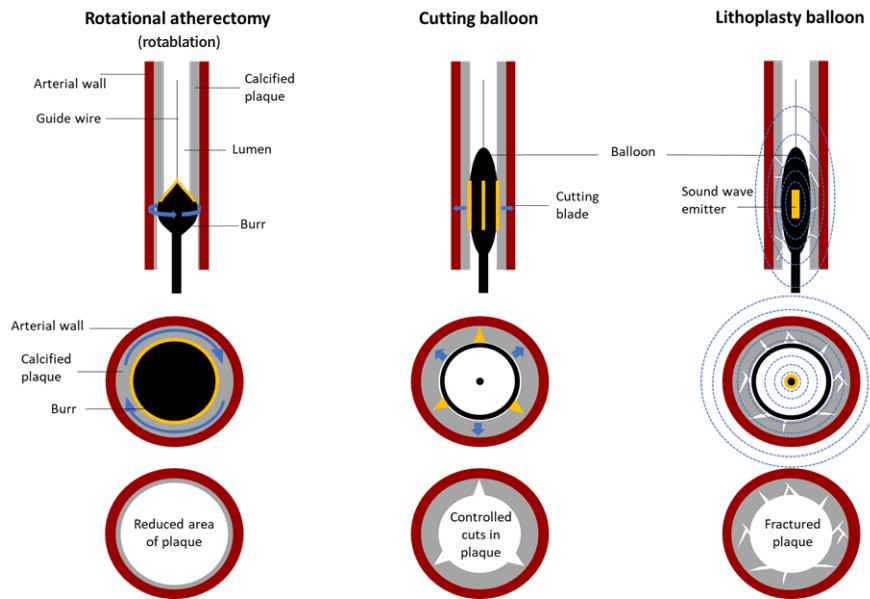 Rotational atherectomy
(rotablation)
Cutting balloon
Lithoplasty balloon
Arterial wall
Calcified
plaque
Guide wire
Lumen
Burr
Balloon
Cutting
blade
Sound wave
emitter
Arterial wall
Calcified
plaque
Burr
Reduced area
of plaque
Controlled
cuts in
plaque
Fractured
plaque